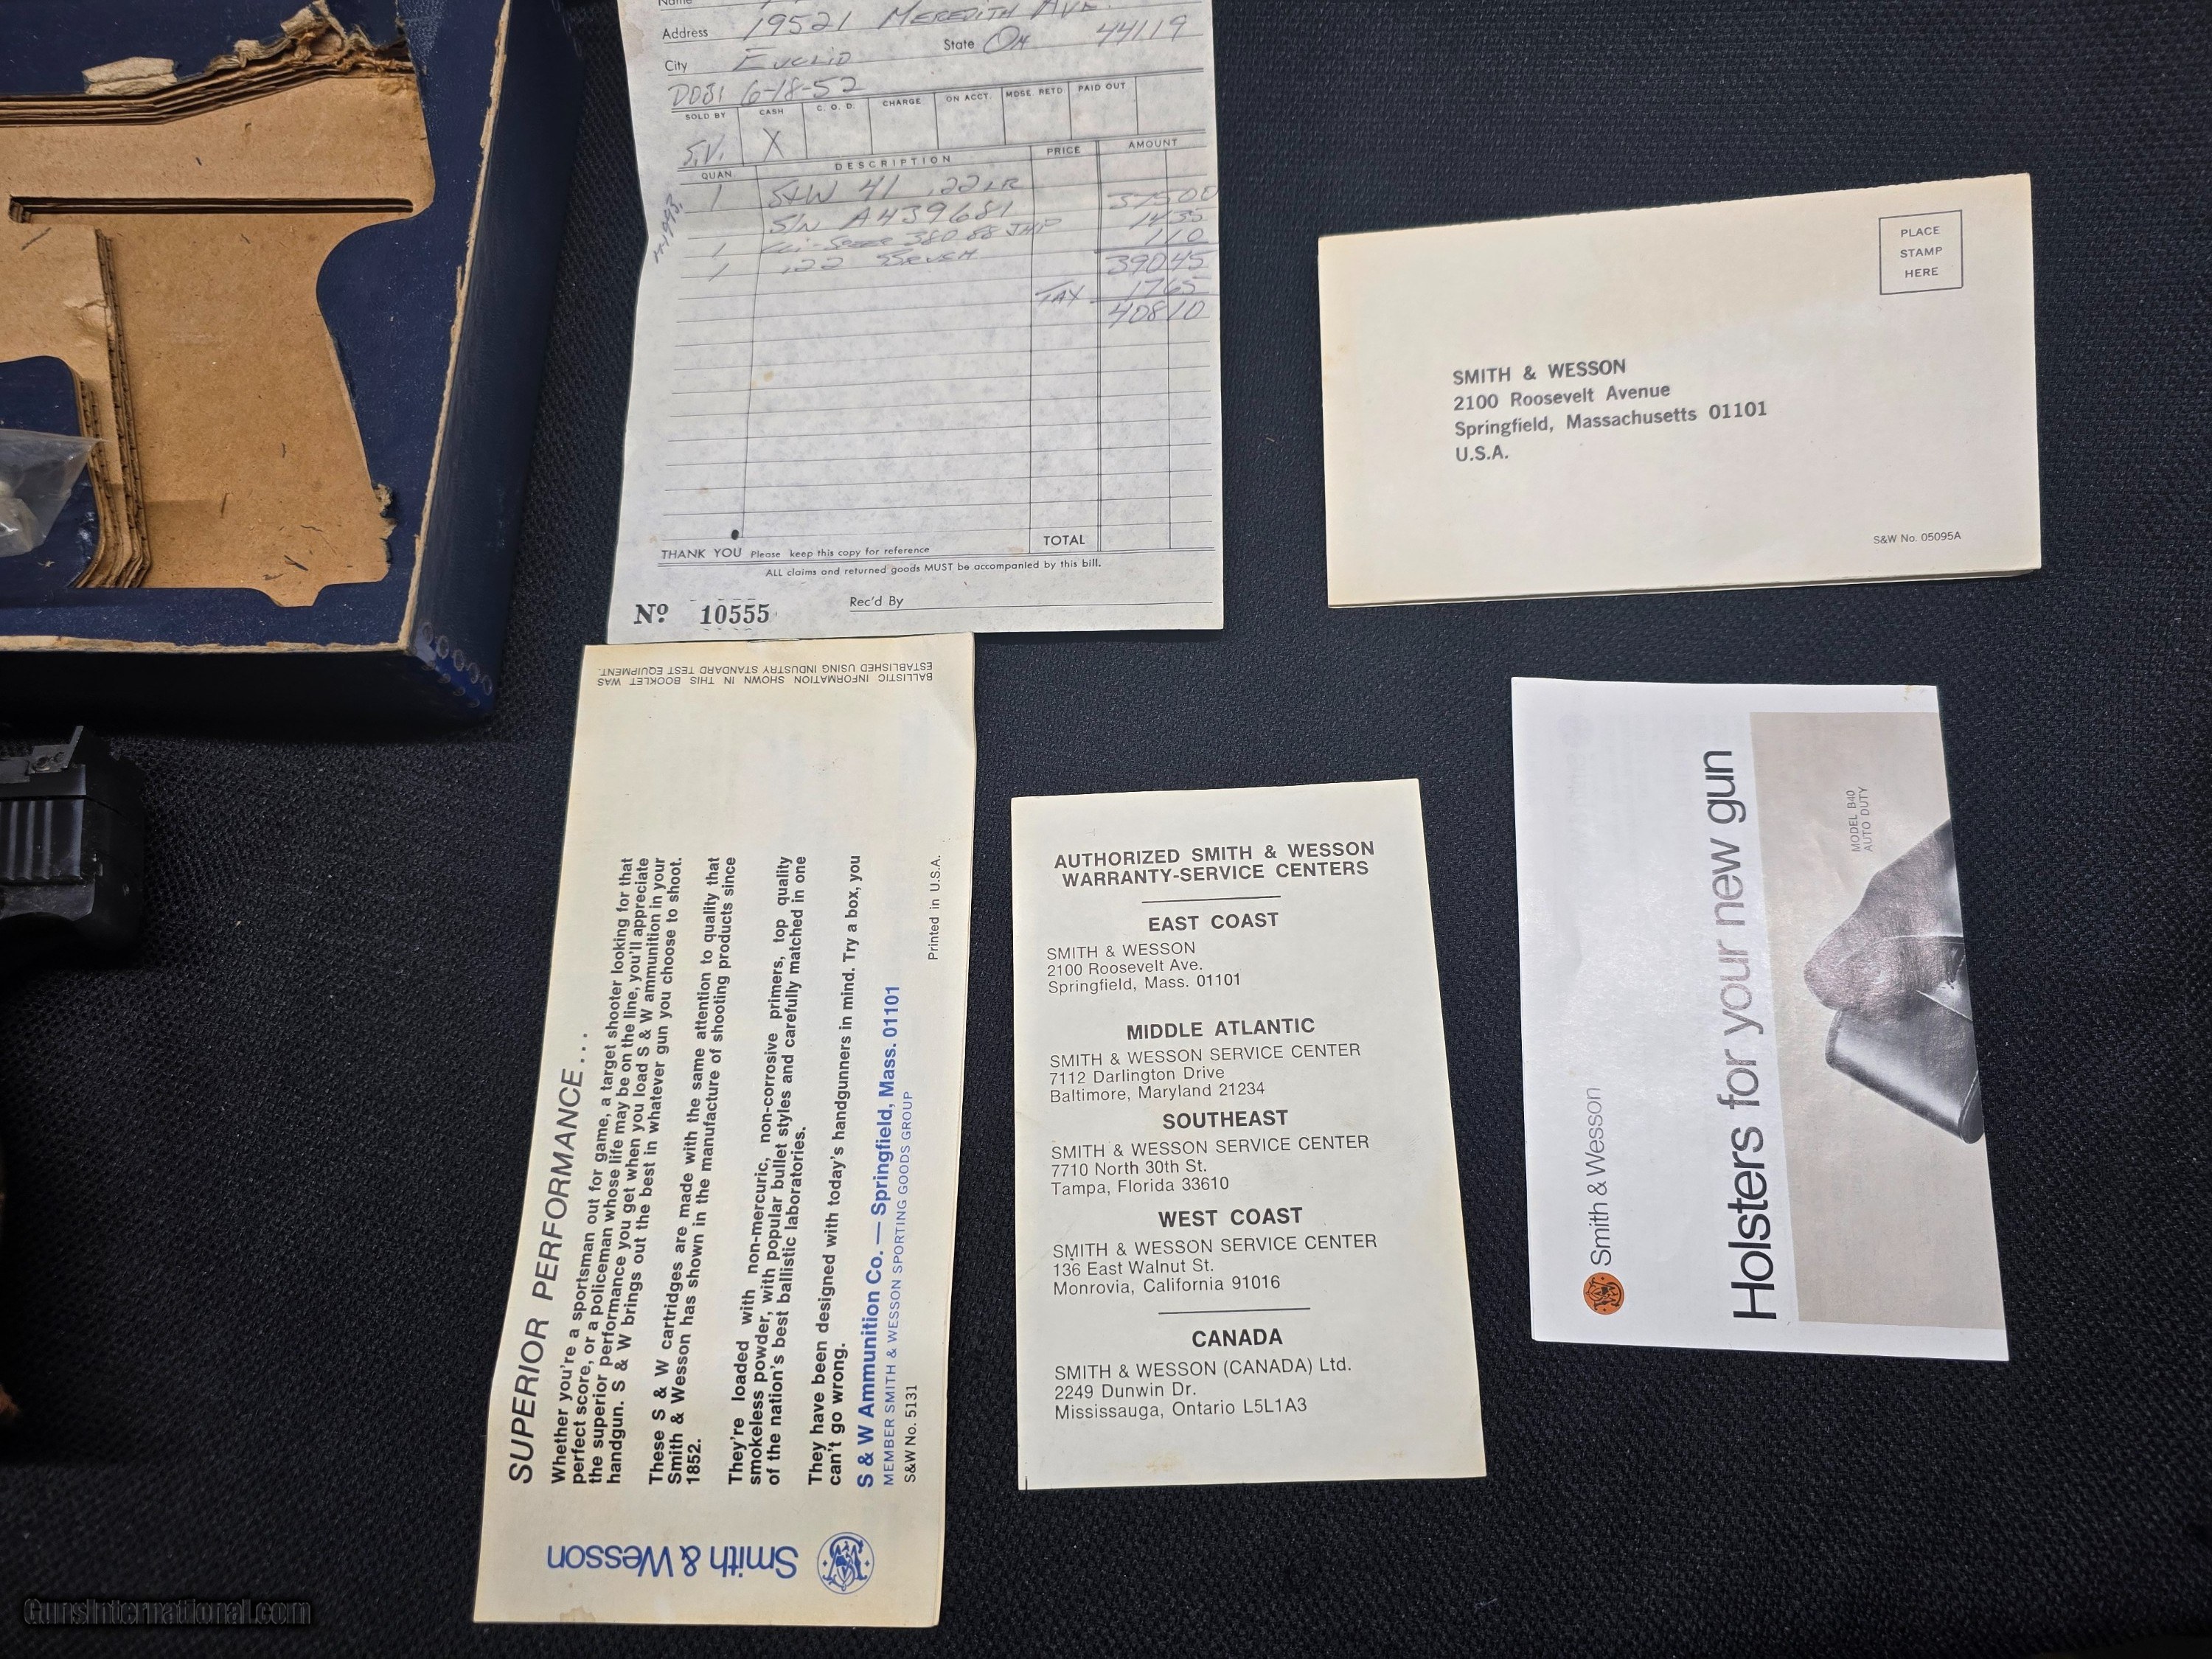 Name
Address 19521 MEREDITH AVE.
City EUCLID State OH 44119
DOB 6-18-52
SOLD BY CASH C. O. D. CHARGE ON ACCT. MDSE. RETD PAID OUT
S.V. X
QUAN. DESCRIPTION PRICE AMOUNT
1 S&W 41 .22LR 375 00
S/N A439681 14 35
1 380 88 JHP 1 10
1 .22 390 45
TAX 17 65
408 10
TOTAL
THANK YOU Please keep this copy for reference
ALL claims and returned goods MUST be accompanied by this bill.
Nº 10555
Rec'd By
PLACE
STAMP
HERE
SMITH & WESSON
2100 Roosevelt Avenue
Springfield, Massachusetts 01101
U.S.A.
S&W No. 05095A
BALLISTIC INFORMATION SHOWN IN THIS BOOKLET WAS
ESTABLISHED USING INDUSTRY STANDARD TEST EQUIPMENT.
SUPERIOR PERFORMANCE...
Whether you're a sportsman out for game, a target shooter looking for that
perfect score, or a policeman whose life may be on the line, you'll appreciate
the superior performance you get when you load S & W ammunition in your
handgun. S & W brings out the best in whatever gun you choose to shoot.
These S & W cartridges are made with the same attention to quality that
Smith & Wesson has shown in the manufacture of shooting products since
1852.
They're loaded with non-mercuric, non-corrosive primers, top quality
smokeless powder, with popular bullet styles and carefully matched in one
of the nation's best ballistic laboratories.
They have been designed with today's handgunners in mind. Try a box, you
can't go wrong.
S & W Ammunition Co. — Springfield, Mass. 01101
MEMBER SMITH & WESSON SPORTING GOODS GROUP
S&W No. 5131 Printed in U.S.A.
Smith & Wesson
AUTHORIZED SMITH & WESSON
WARRANTY-SERVICE CENTERS
EAST COAST
SMITH & WESSON
2100 Roosevelt Ave.
Springfield, Mass. 01101
MIDDLE ATLANTIC
SMITH & WESSON SERVICE CENTER
7112 Darlington Drive
Baltimore, Maryland 21234
SOUTHEAST
SMITH & WESSON SERVICE CENTER
7710 North 30th St.
Tampa, Florida 33610
WEST COAST
SMITH & WESSON SERVICE CENTER
136 East Walnut St.
Monrovia, California 91016
CANADA
SMITH & WESSON (CANADA) Ltd.
2249 Dunwin Dr.
Mississauga, Ontario L5L1A3
Smith & Wesson
Holsters for your new gun
MODEL B40
AUTO DUTY
GunsInternational.com